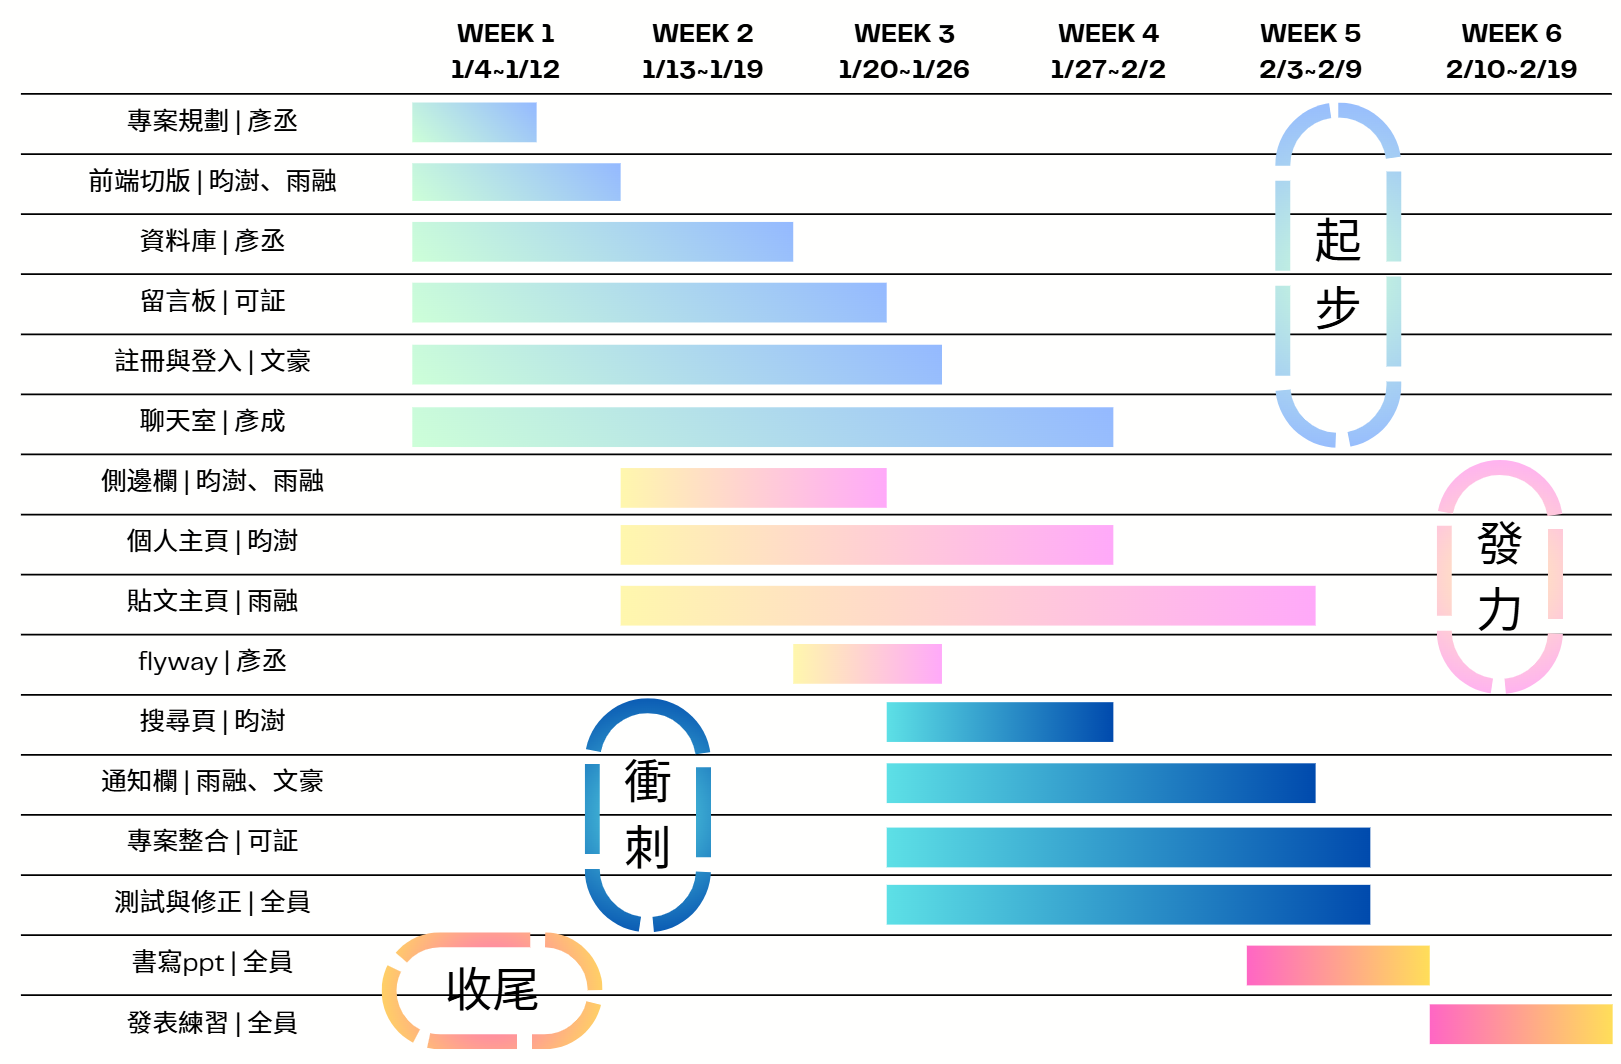 WEEK 1
1/4~1/12
WEEK 2
1/13~1/19
WEEK 3
1/20~1/26
WEEK 4
1/27~2/2
WEEK 5
2/3~2/9
WEEK 6
2/10~2/19
專案規劃 | 彥丞
前端切版 | 昀澍、雨融
資料庫 | 彥丞
留言板 | 可証
註冊與登入 | 文豪
聊天室 | 彥成
起
步
側邊欄 | 昀澍、雨融
個人主頁 | 昀澍
貼文主頁 | 雨融
flyway | 彥丞
發
力
搜尋頁 | 昀澍
通知欄 | 雨融、文豪
專案整合 | 可証
測試與修正 | 全員
衝
刺
書寫ppt | 全員
發表練習 | 全員
收尾